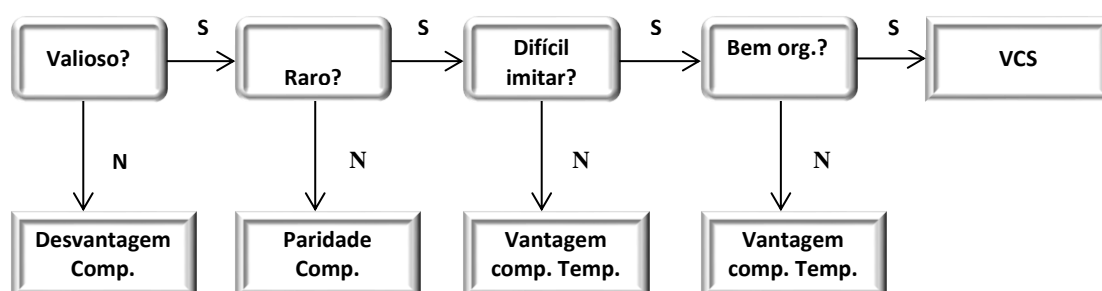 Valioso?
S
Raro?
S
Difícil
imitar?
S
Bem org.?
S
VCS
N
N
N
N
Desvantagem
Comp.
Paridade
Comp.
Vantagem
comp. Temp.
Vantagem
comp. Temp.